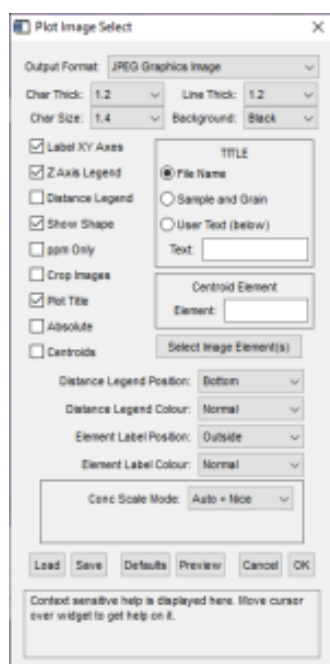 Plot Image Select
Output Format: JPEG Graphics Image
Char Thick: 1.2 Line Thick: 1.2
Char Size: 1.4 Background: Black
Label XY Axes
Z Axis Legend
Distance Legend
Show Shape
ppm Only
Crop Images
Plot Title
Absolute
Centroids
TITLE
File Name
Sample and Grain
User Text (below)
Text:
Centroid Element
Element:
Select Image Element(s)
Distance Legend Position: Bottom
Distance Legend Colour: Normal
Element Label Position: Outside
Element Label Colour: Normal
Conc Scale Mode: Auto + Nice
Load Save Defaults Preview Cancel OK
Context sensitive help is displayed here. Move cursor
over widget to get help on it.